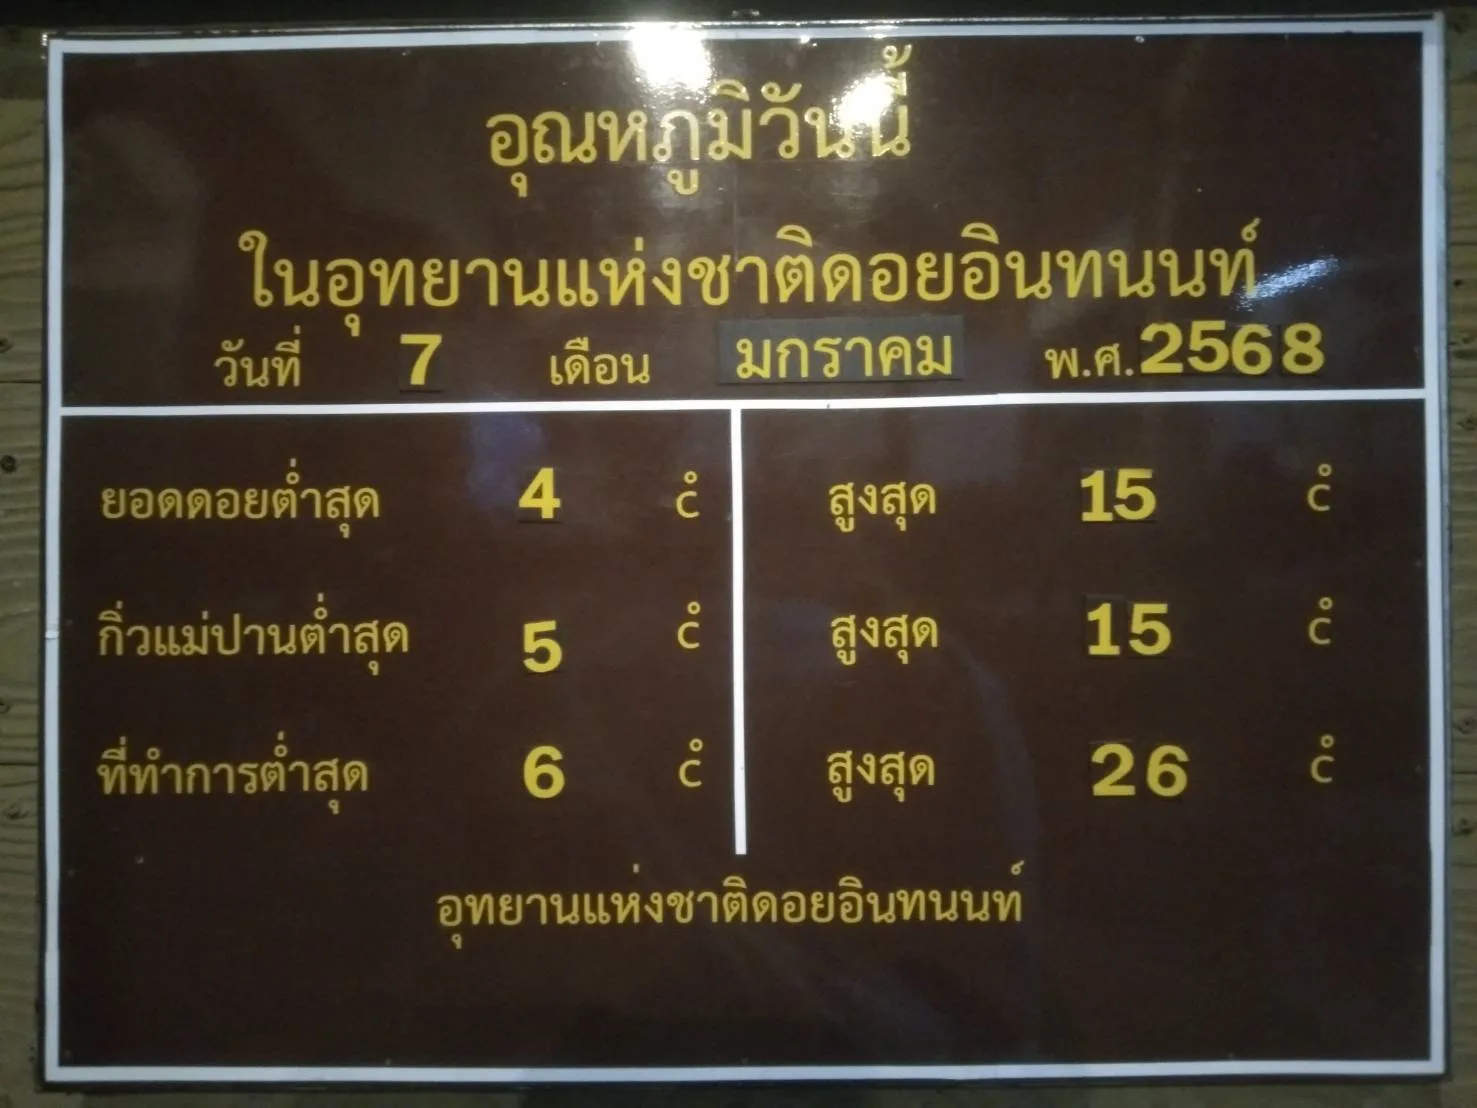 อุณหภูมิวันนี้
ในอุทยานแห่งชาติดอยอินทนนท์
วันที่ 7 เดือน มกราคม พ.ศ. 2568
ยอดดอยต่ำสุด 4 °C สูงสุด 15 °C
กิ่วแม่ปานต่ำสุด 5 °C สูงสุด 15 °C
ที่ทำการต่ำสุด 6 °C สูงสุด 26 °C
อุทยานแห่งชาติดอยอินทนนท์